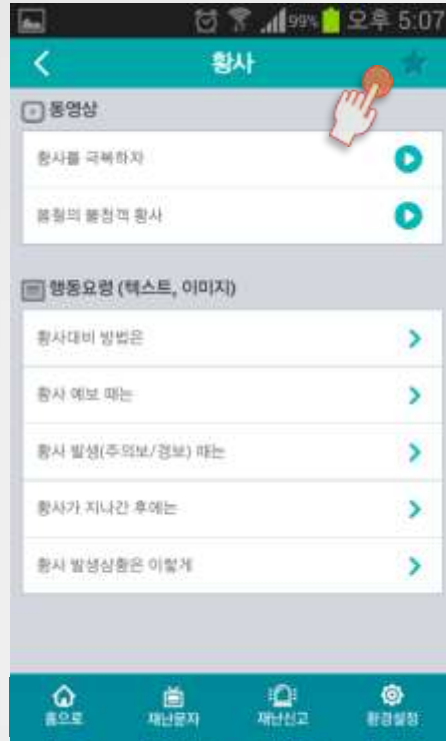 99% 오후 5:07
황사
동영상
황사를 극복하자
봄철의 불청객 황사
행동요령 (텍스트, 이미지)
황사대비 방법은
황사 예보 때는
황사 발생(주의보/경보) 때는
황사가 지나간 후에는
황사 발생상황은 이렇게
홈으로
재난문자
재난신고
환경설정